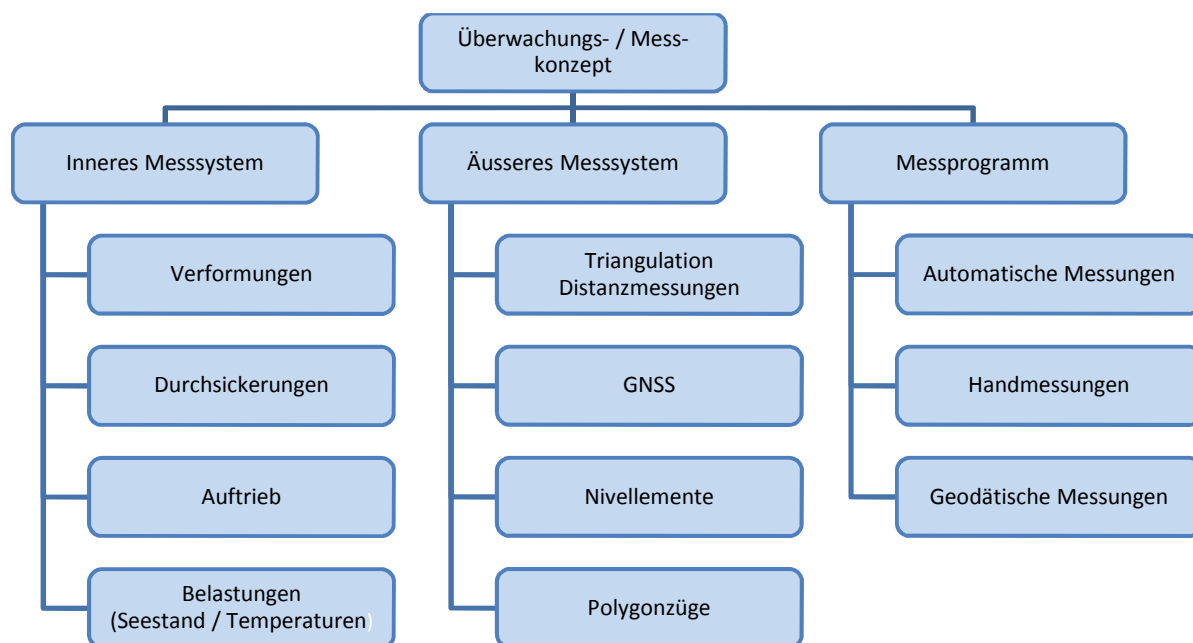 Überwachungs- / Mess-
konzept
Inneres Messsystem
Äusseres Messsystem
Messprogramm
Verformungen
Durchsickerungen
Auftrieb
Belastungen
(Seestand / Temperaturen)
Triangulation
Distanzmessungen
GNSS
Nivellemente
Polygonzüge
Automatische Messungen
Handmessungen
Geodätische Messungen